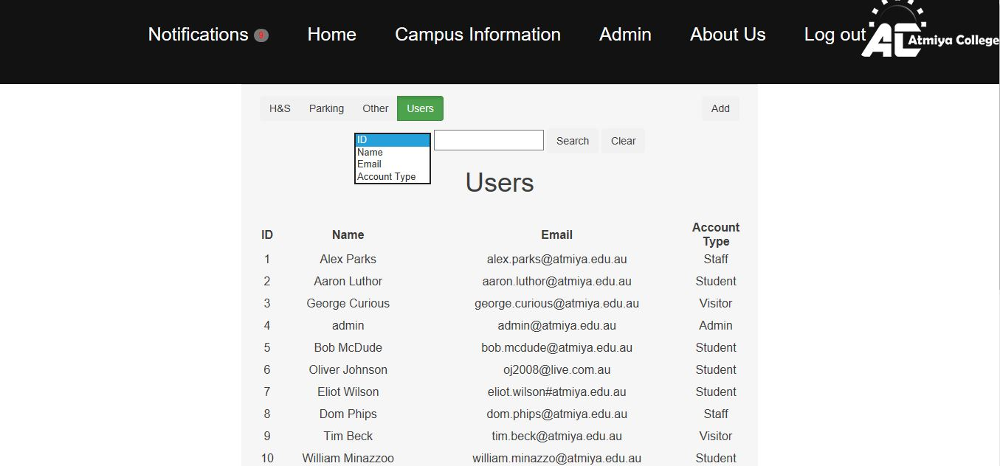 Notifications 9 Home Campus Information Admin About Us Log out AC Atmiya College
H&S Parking Other Users Add
ID
Name
Email
Account Type
Search Clear
Users
ID Name Email Account Type
1 Alex Parks alex.parks@atmiya.edu.au Staff
2 Aaron Luthor aaron.luthor@atmiya.edu.au Student
3 George Curious george.curious@atmiya.edu.au Visitor
4 admin admin@atmiya.edu.au Admin
5 Bob McDude bob.mcdude@atmiya.edu.au Student
6 Oliver Johnson oj2008@live.com.au Student
7 Eliot Wilson eliot.wilson#atmiya.edu.au Student
8 Dom Phips dom.phips@atmiya.edu.au Staff
9 Tim Beck tim.beck@atmiya.edu.au Visitor
10 William Minazzoo william.minazzo@atmiya.edu.au Student